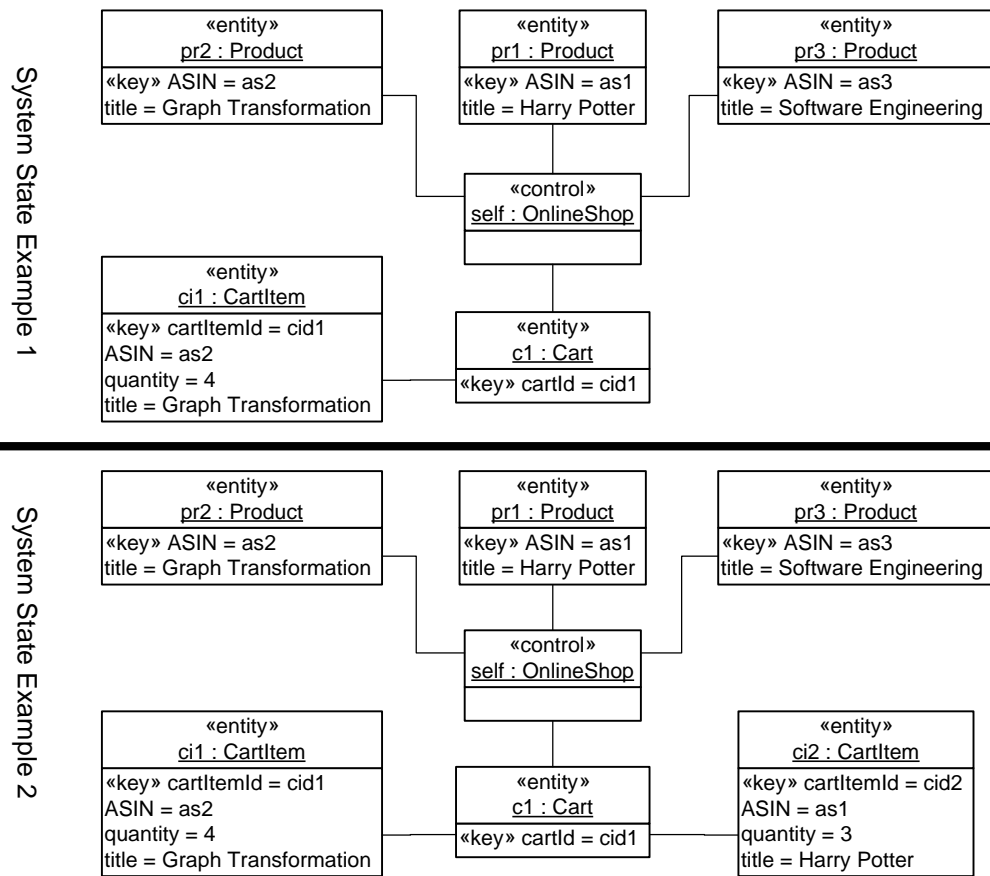 System State Example 1
«entity»
pr2 : Product
«key» ASIN = as2
title = Graph Transformation
«entity»
pr1 : Product
«key» ASIN = as1
title = Harry Potter
«entity»
pr3 : Product
«key» ASIN = as3
title = Software Engineering
«control»
self : OnlineShop
«entity»
ci1 : CartItem
«key» cartItemId = cid1
ASIN = as2
quantity = 4
title = Graph Transformation
«entity»
c1 : Cart
«key» cartId = cid1
System State Example 2
«entity»
pr2 : Product
«key» ASIN = as2
title = Graph Transformation
«entity»
pr1 : Product
«key» ASIN = as1
title = Harry Potter
«entity»
pr3 : Product
«key» ASIN = as3
title = Software Engineering
«control»
self : OnlineShop
«entity»
ci1 : CartItem
«key» cartItemId = cid1
ASIN = as2
quantity = 4
title = Graph Transformation
«entity»
c1 : Cart
«key» cartId = cid1
«entity»
ci2 : CartItem
«key» cartItemId = cid2
ASIN = as1
quantity = 3
title = Harry Potter